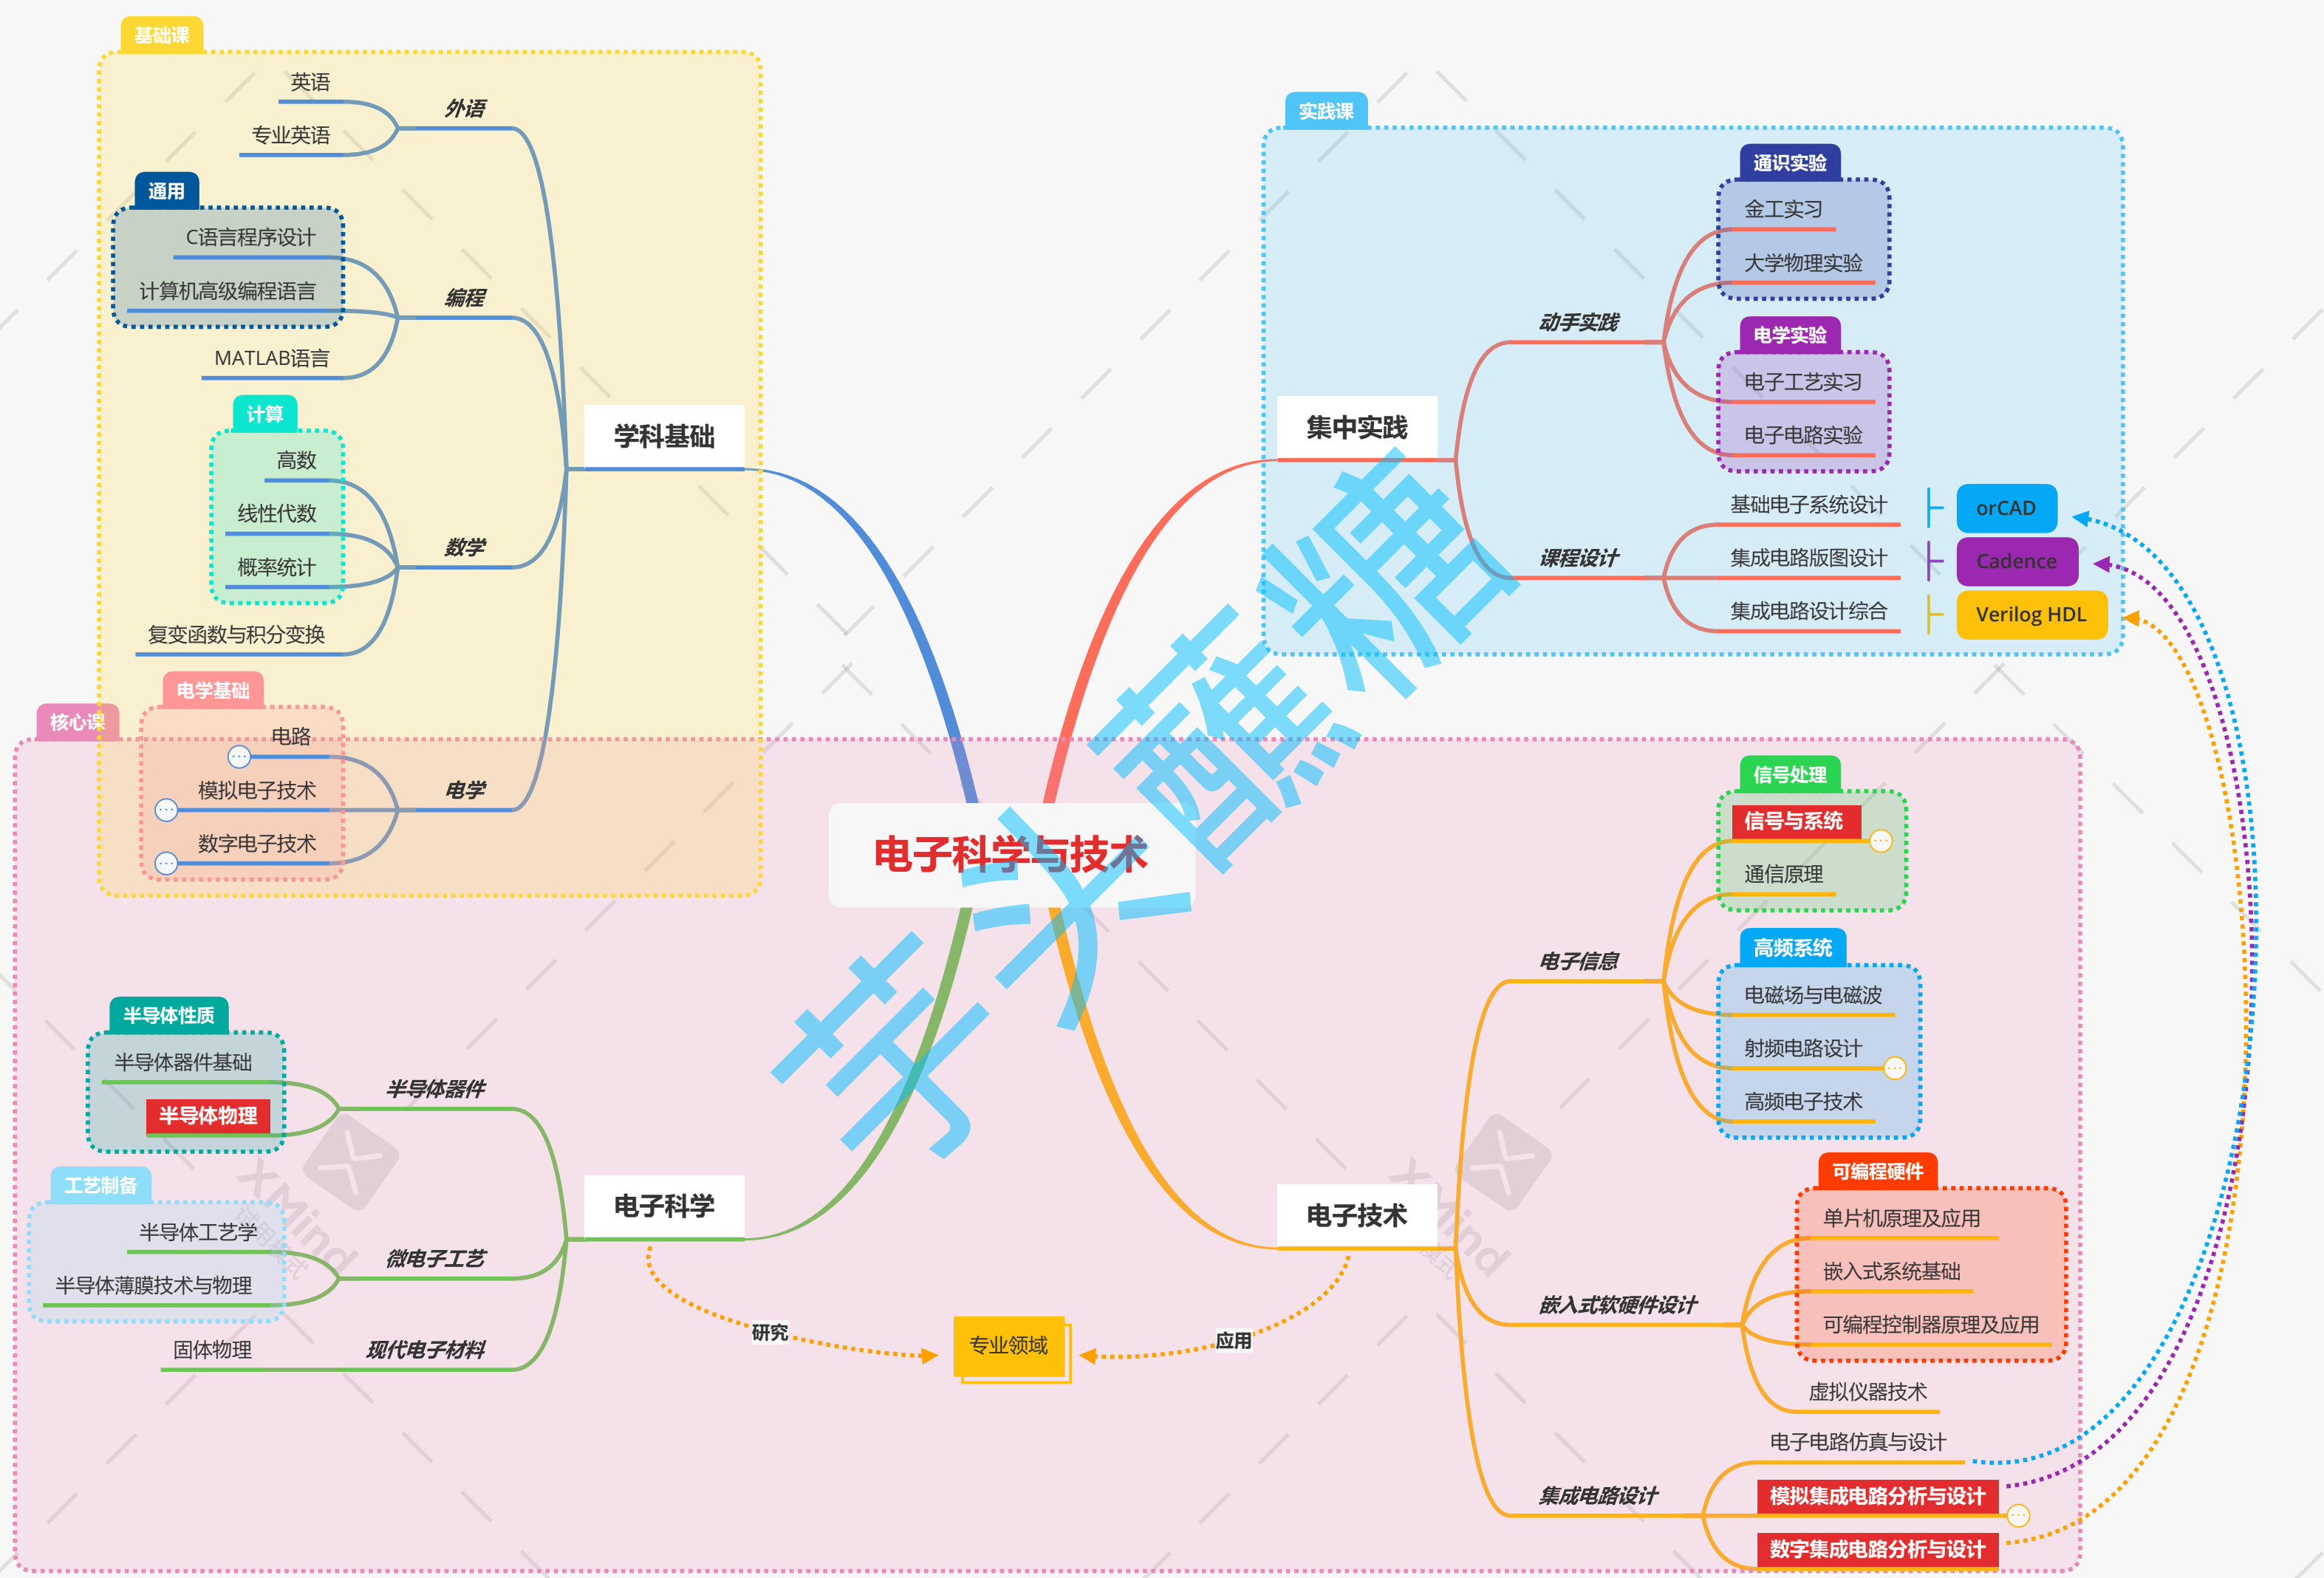 基础课
英语
专业英语
外语
通用
C语言程序设计
计算机高级编程语言
MATLAB语言
编程
计算
高数
线性代数
概率统计
复变函数与积分变换
数学
学科基础
电学基础
核心课
电路
模拟电子技术
数字电子技术
电学
实践课
通识实验
金工实习
大学物理实验
动手实践
电学实验
电子工艺实习
电子电路实验
集中实践
基础电子系统设计
orCAD
课程设计
集成电路版图设计
Cadence
集成电路设计综合
Verilog HDL
电子科学与技术
芋头蘸糖
半导体性质
半导体器件基础
半导体物理
半导体器件
工艺制备
半导体工艺学
半导体薄膜技术与物理
微电子工艺
固体物理
现代电子材料
电子科学
XMind
试用模式
研究
专业领域
应用
信号处理
信号与系统
通信原理
电子信息
高频系统
电磁场与电磁波
射频电路设计
高频电子技术
电子技术
XMind
模式
可编程硬件
单片机原理及应用
嵌入式系统基础
可编程控制器原理及应用
嵌入式软硬件设计
虚拟仪器技术
电子电路仿真与设计
集成电路设计
模拟集成电路分析与设计
数字集成电路分析与设计